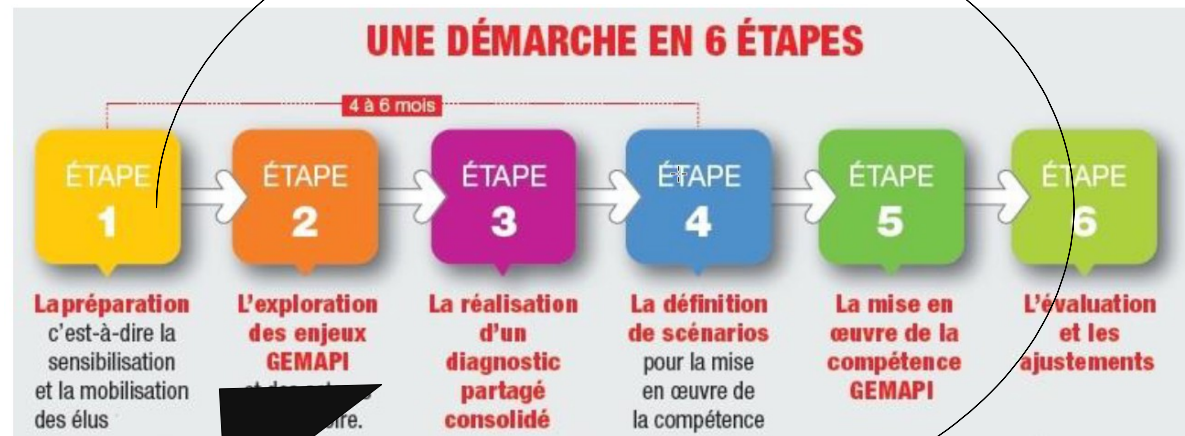 UNE DÉMARCHE EN 6 ÉTAPES
4 à 6 mois
ÉTAPE
1
ÉTAPE
2
ÉTAPE
3
ÉTAPE
4
ÉTAPE
5
ÉTAPE
6
La préparation
c'est-à-dire la
sensibilisation
et la mobilisation
des élus
L'exploration
des enjeux
GEMAPI
La réalisation
d'un
diagnostic
partagé
consolidé
La définition
de scénarios
pour la mise
en œuvre de
la compétence
La mise en
œuvre de la
compétence
GEMAPI
L'évaluation
et les
ajustements